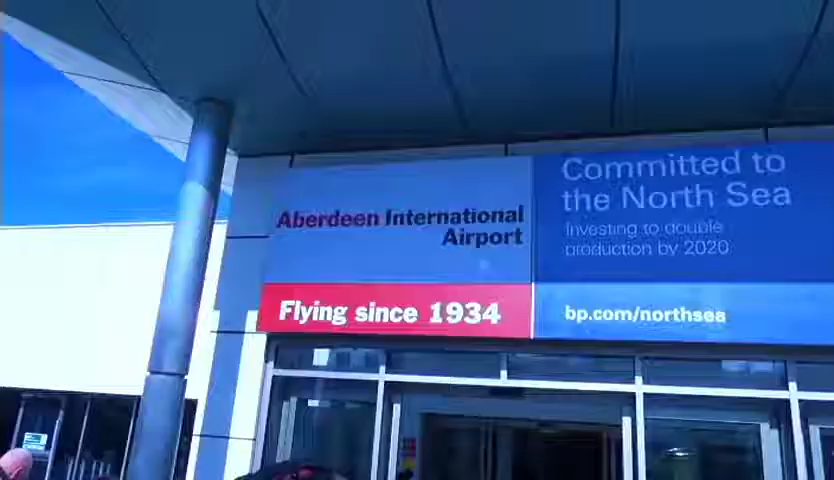 Aberdeen International
Airport
Flying since 1934
Committed to
the North Sea
Investing to double
production by 2020
bp.com/northsea